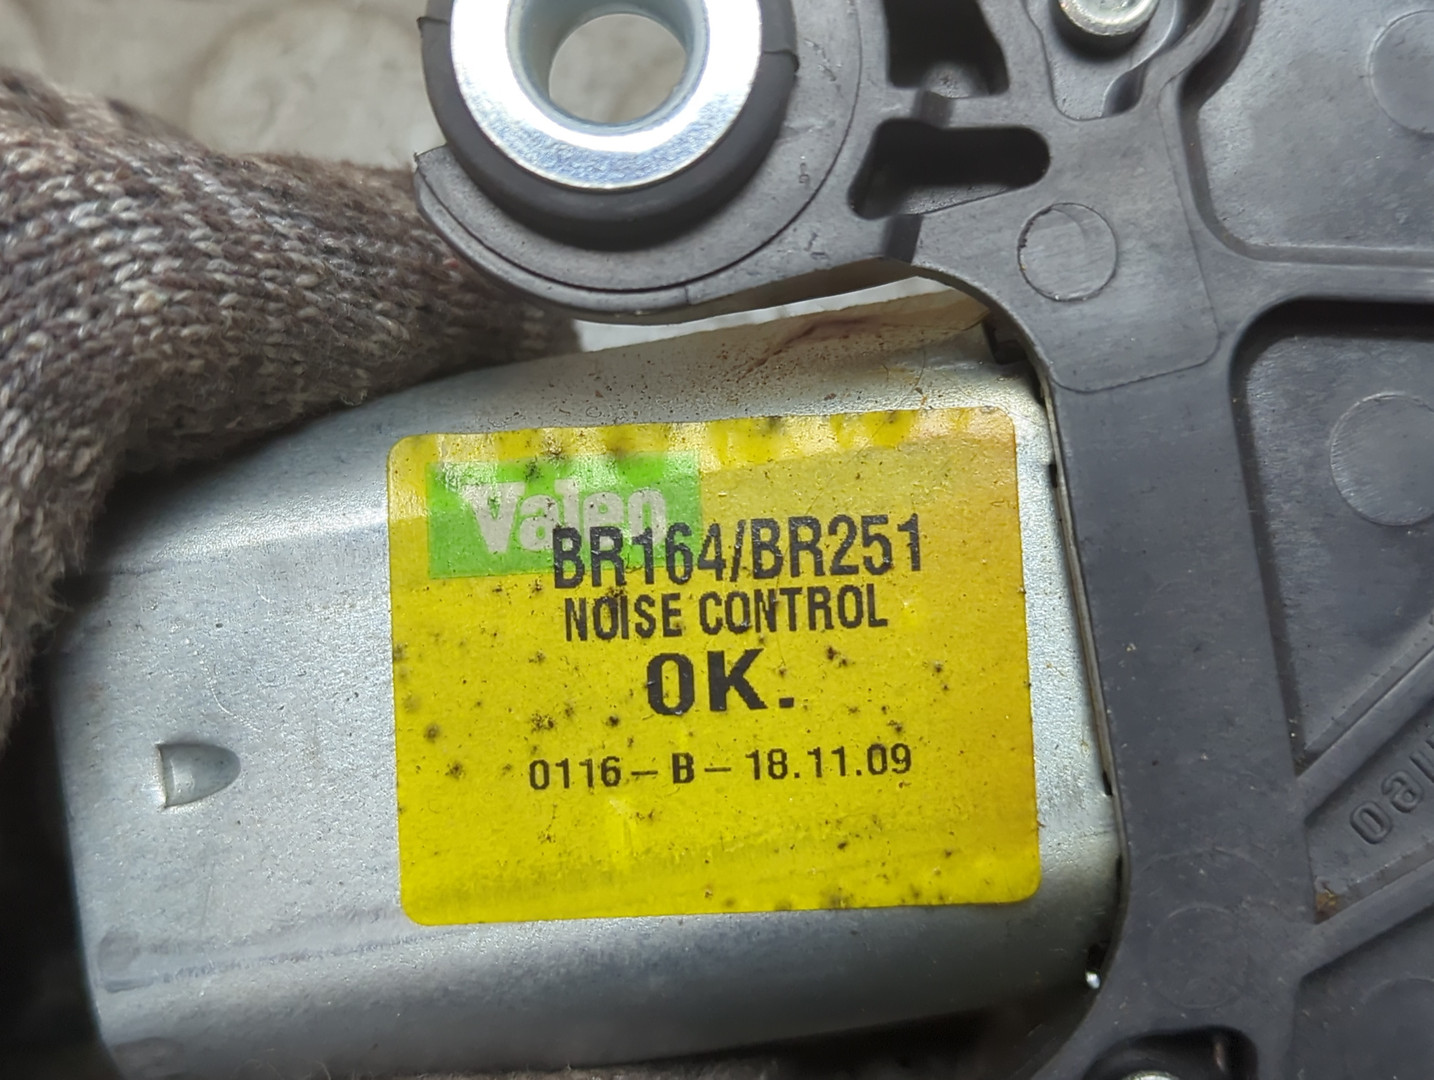 Valeo
BR164/BR251
NOISE CONTROL
OK.
0116-B-18.11.09